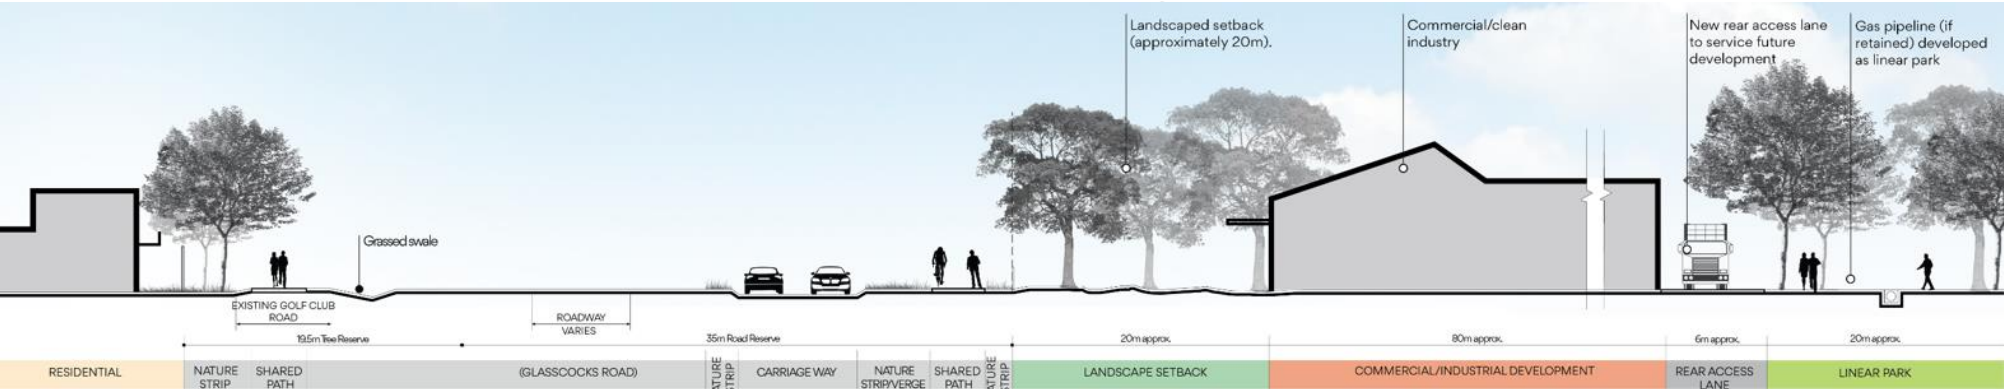 Landscaped setback
(approximately 20m).
Commercial/clean
industry
New rear access lane
to service future
development
Gas pipeline (if
retained) developed
as linear park
Grassed swale
EXISTING GOLF CLUB
ROAD
ROADWAY
VARIES
19.5m Tree Reserve
35m Road Reserve
20m approx.
80m approx.
6m approx.
20m approx.
RESIDENTIAL
NATURE
STRIP
SHARED
PATH
(GLASSCOCKS ROAD)
STRIP
CARRIAGE WAY
NATURE
STRIP/VERGE
SHARED
PATH
STRIP
LANDSCAPE SETBACK
COMMERCIAL/INDUSTRIAL DEVELOPMENT
REAR ACCESS
LANE
LINEAR PARK